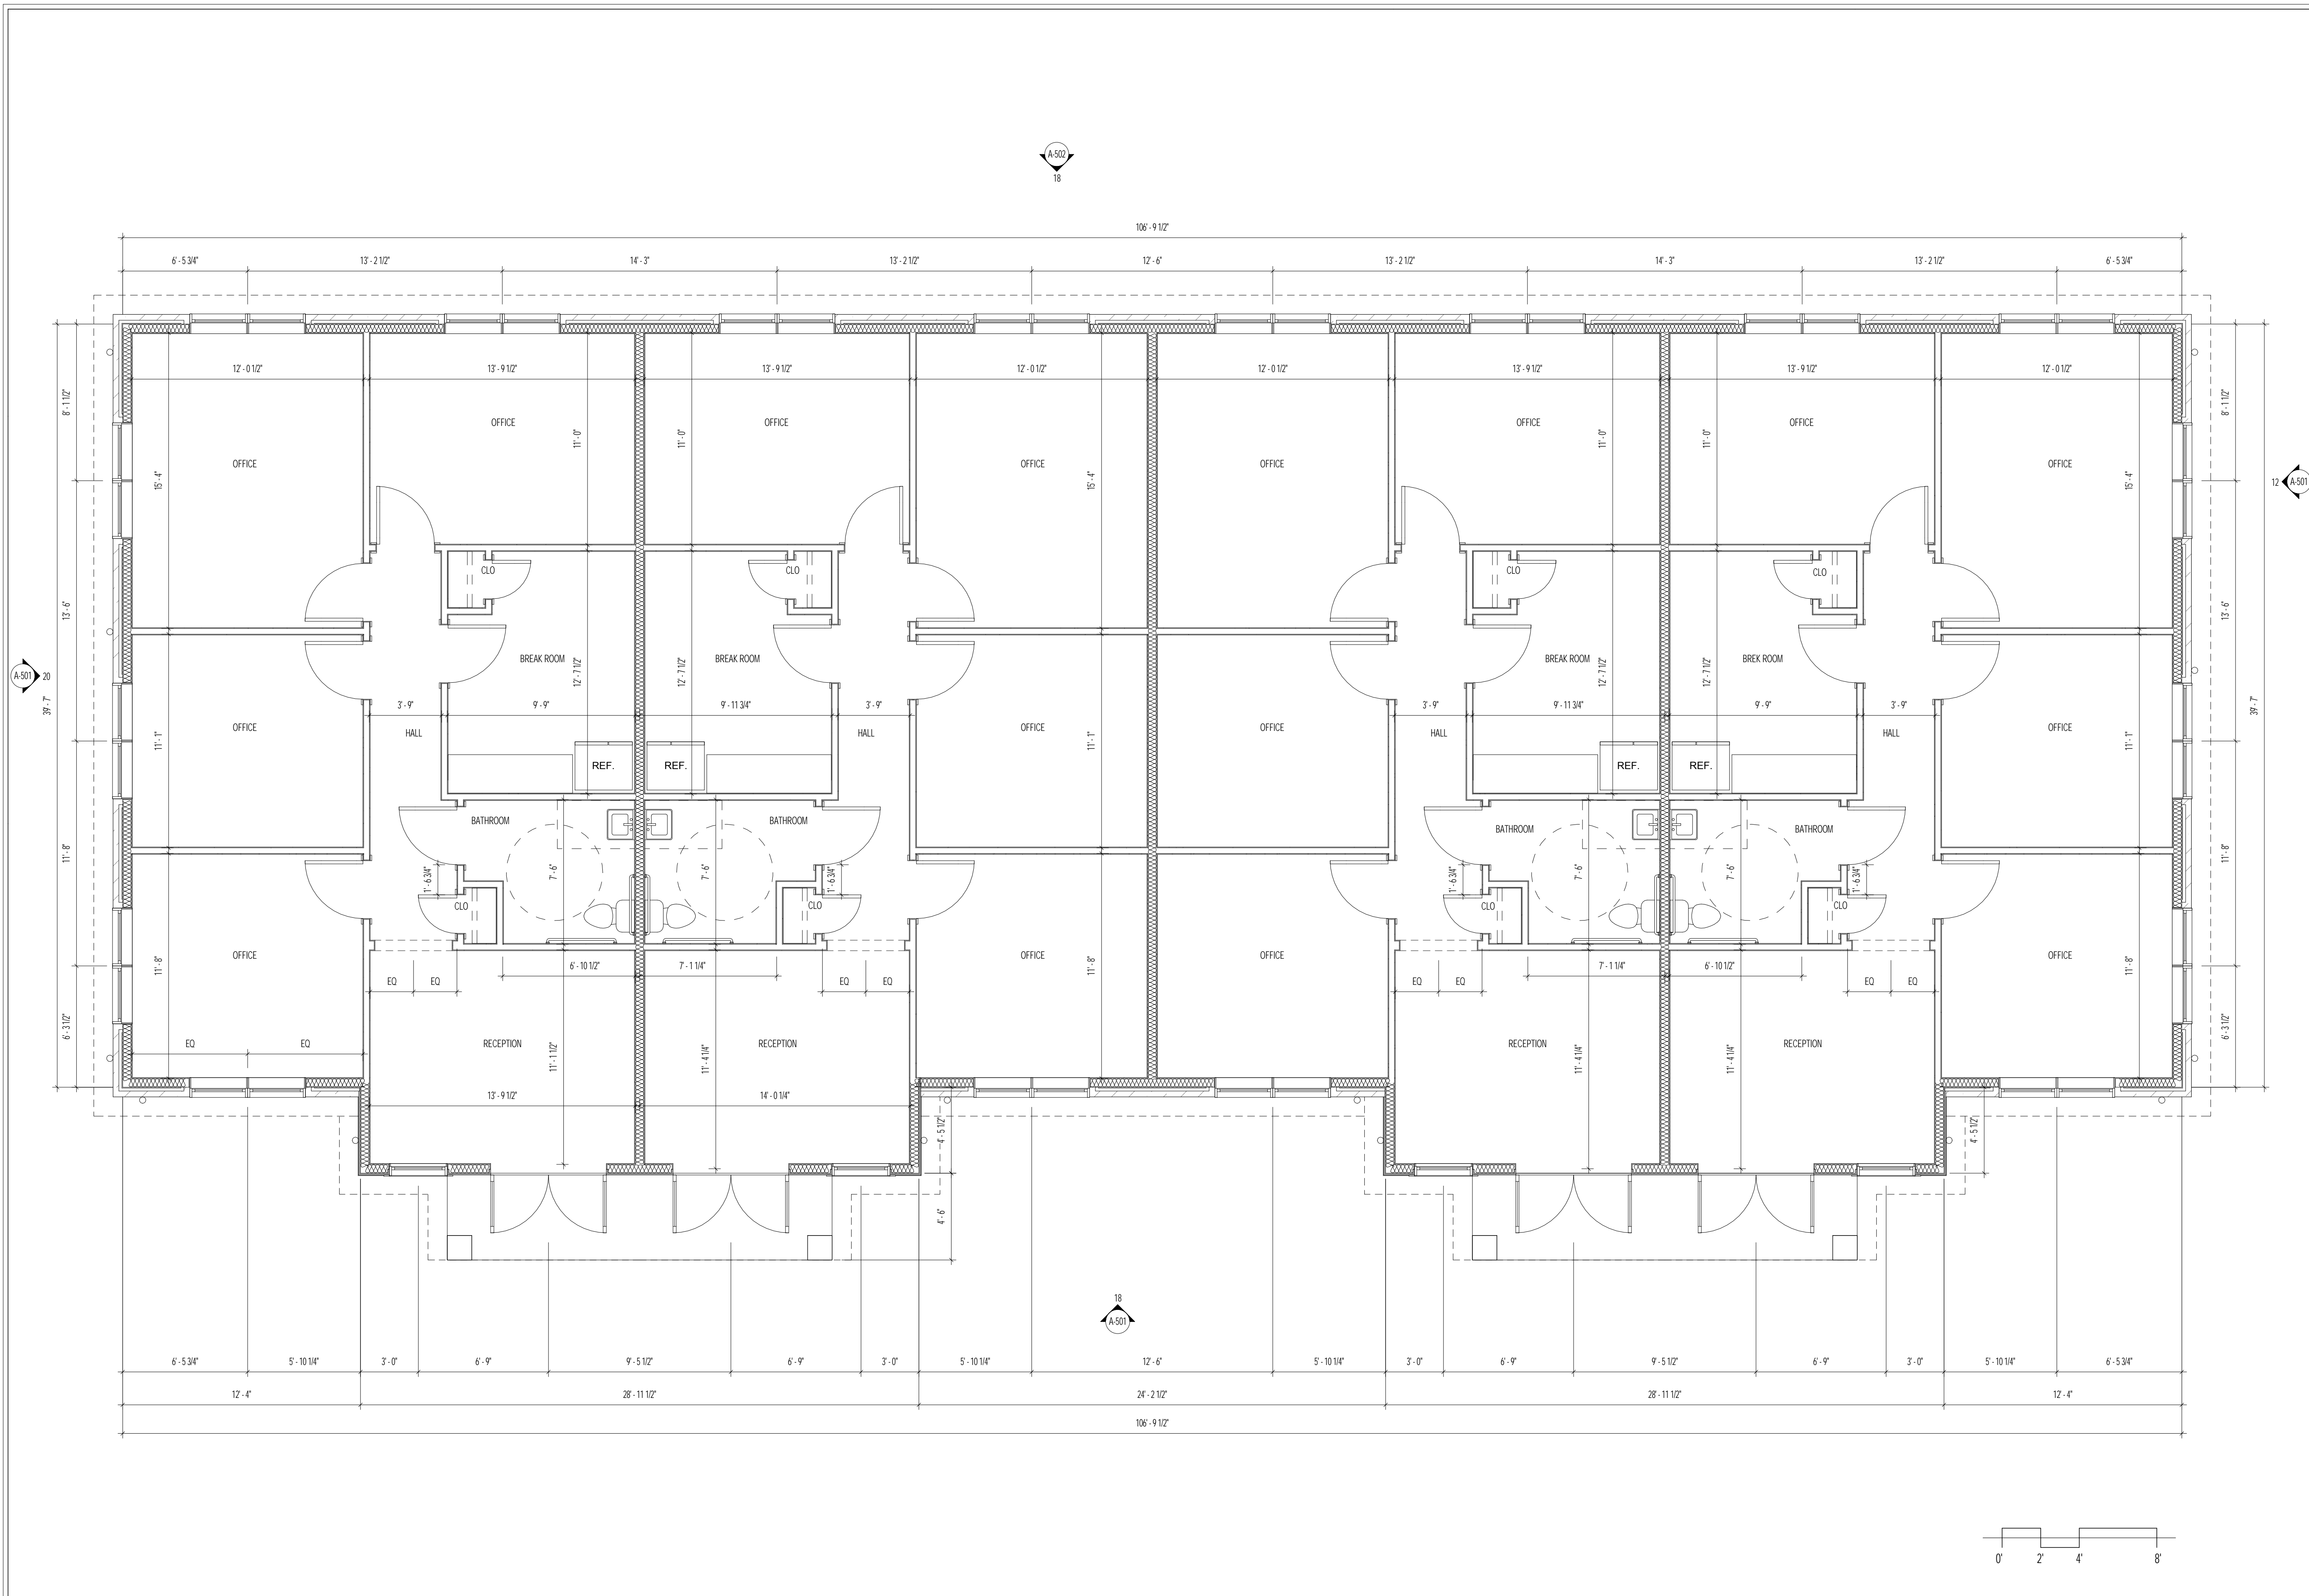 A-502
18
106' - 9 1/2"
6' - 5 3/4" 13' - 2 1/2" 14' - 3" 13' - 2 1/2" 12' - 6" 13' - 2 1/2" 14' - 3" 13' - 2 1/2" 6' - 5 3/4"
12' - 0 1/2" 13' - 9 1/2" 13' - 9 1/2" 12' - 0 1/2" 12' - 0 1/2" 13' - 9 1/2" 13' - 9 1/2" 12' - 0 1/2"
8' - 1 1/2" 8' - 1 1/2"
OFFICE OFFICE OFFICE OFFICE
11' - 0" 11' - 0" 11' - 0" 11' - 0"
OFFICE OFFICE OFFICE OFFICE
15' - 4" 15' - 4" 15' - 4"
12 A-501
CLO CLO CLO CLO
13' - 6" 13' - 6"
BREAK ROOM BREAK ROOM BREAK ROOM BREK ROOM
12' - 7 1/2" 12' - 7 1/2" 12' - 7 1/2" 12' - 7 1/2"
A-501 20
39' - 7" 39' - 7"
3' - 9" 9' - 9" 9' - 11 3/4" 3' - 9" 3' - 9" 9' - 11 3/4" 9' - 9" 3' - 9"
OFFICE OFFICE OFFICE OFFICE
HALL HALL HALL HALL
11' - 1" 11' - 1" 11' - 1"
REF. REF. REF. REF.
BATHROOM BATHROOM BATHROOM BATHROOM
11' - 8" 11' - 8"
7' - 6" 7' - 6" 7' - 6" 7' - 6"
1' - 6 3/4" 1' - 6 3/4" 1' - 6 3/4" 1' - 6 3/4"
CLO CLO CLO CLO
OFFICE OFFICE OFFICE OFFICE
11' - 8" 11' - 8" 11' - 8"
6' - 10 1/2" 7' - 1 1/4" 7' - 1 1/4" 6' - 10 1/2"
EQ EQ EQ EQ EQ EQ EQ EQ
6' - 3 1/2" 6' - 3 1/2"
EQ EQ
RECEPTION RECEPTION RECEPTION RECEPTION
11' - 1 1/2" 11' - 4 1/4" 11' - 4 1/4" 11' - 4 1/4"
13' - 9 1/2" 14' - 0 1/4"
4' - 5 1/2" 4' - 5 1/2"
4' - 6"
18
A-501
6' - 5 3/4" 5' - 10 1/4" 3' - 0" 6' - 9" 9' - 5 1/2" 6' - 9" 3' - 0" 5' - 10 1/4" 12' - 6" 5' - 10 1/4" 3' - 0" 6' - 9" 9' - 5 1/2" 6' - 9" 3' - 0" 5' - 10 1/4" 6' - 5 3/4"
12' - 4" 28' - 11 1/2" 24' - 2 1/2" 28' - 11 1/2" 12' - 4"
106' - 9 1/2"
0' 2' 4' 8'